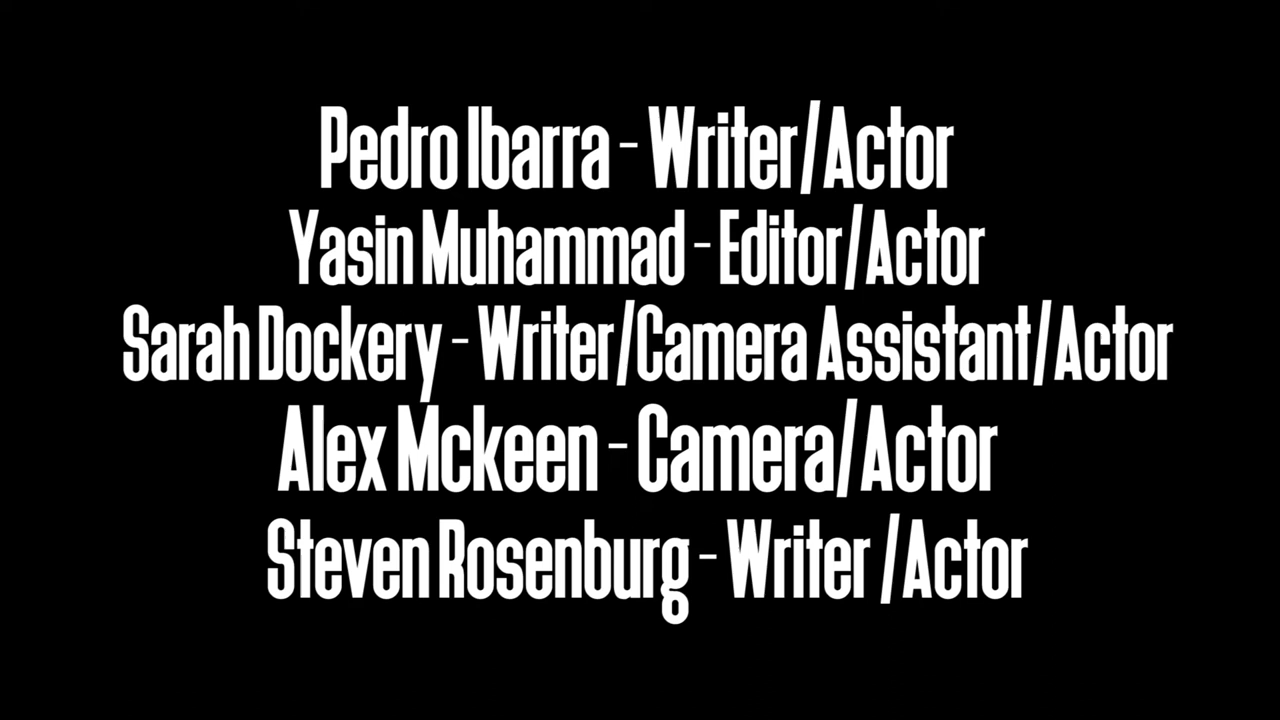 Pedro Ibarra - Writer/Actor
Yasin Muhammad - Editor/Actor
Sarah Dockery - Writer/Camera Assistant/Actor
Alex Mckeen - Camera/Actor
Steven Rosenburg - Writer /Actor